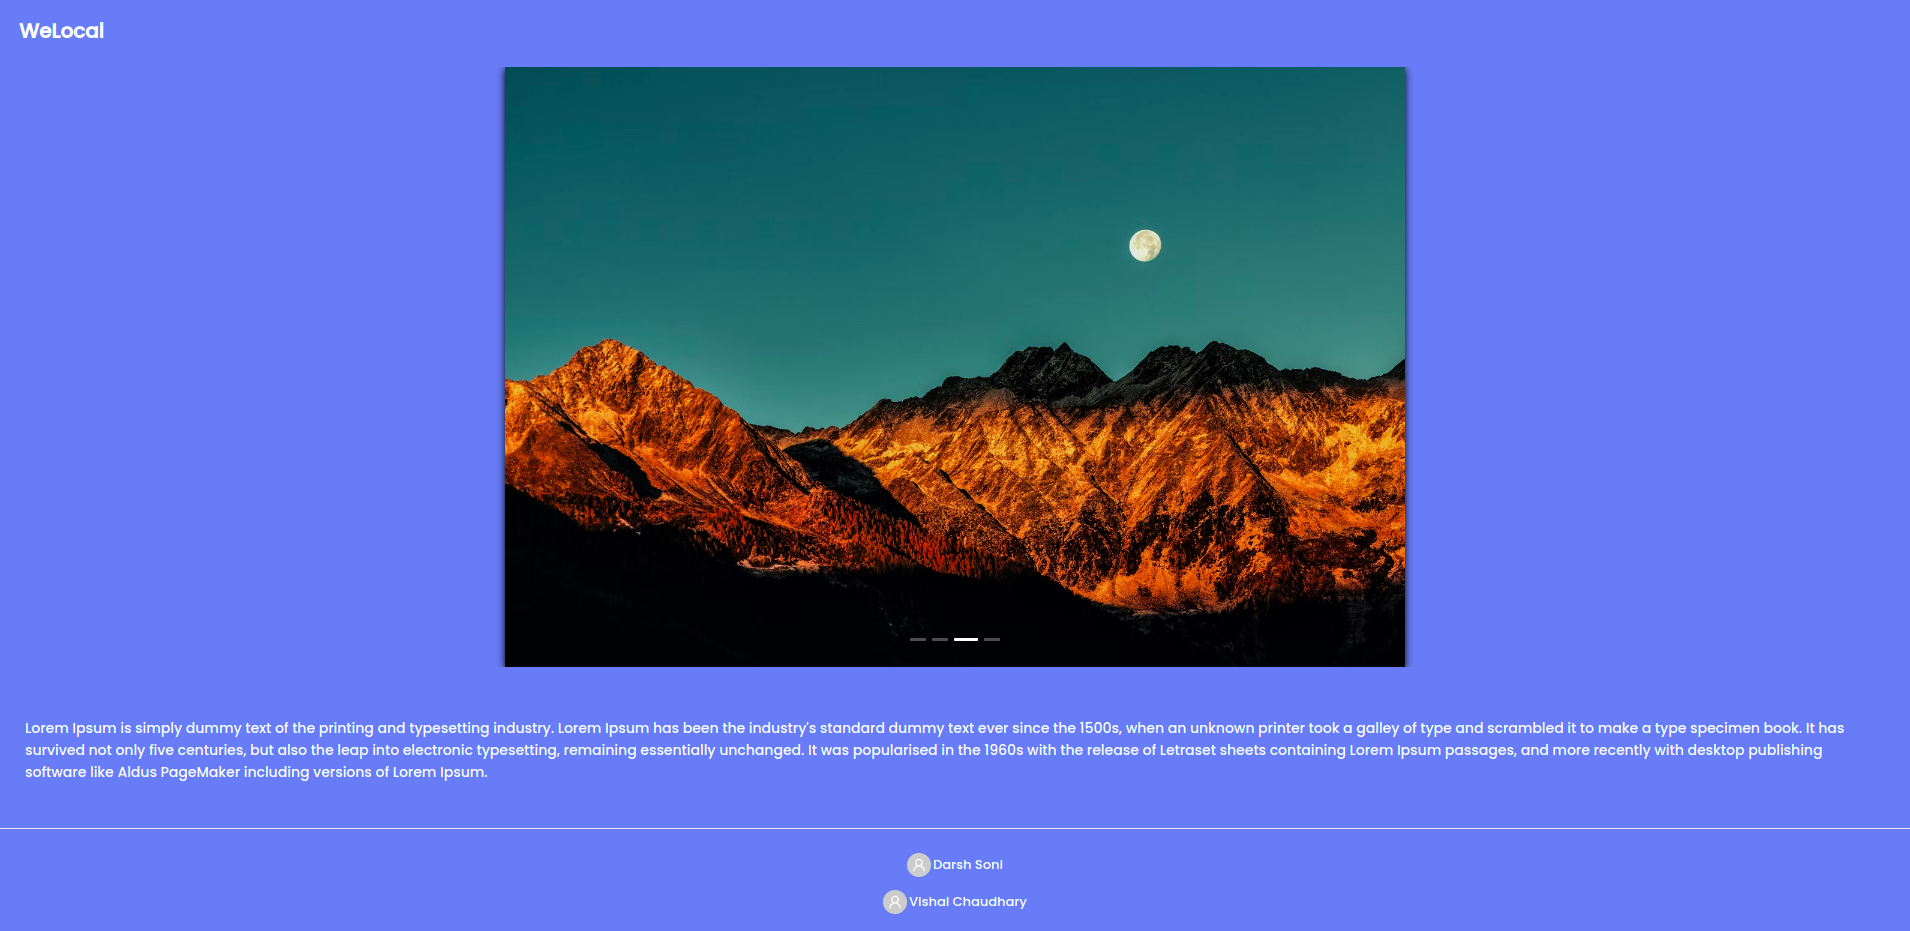 WeLocal
Lorem Ipsum is simply dummy text of the printing and typesetting industry. Lorem Ipsum has been the industry's standard dummy text ever since the 1500s, when an unknown printer took a galley of type and scrambled it to make a type specimen book. It has
survived not only five centuries, but also the leap into electronic typesetting, remaining essentially unchanged. It was popularised in the 1960s with the release of Letraset sheets containing Lorem Ipsum passages, and more recently with desktop publishing
software like Aldus PageMaker including versions of Lorem Ipsum.
Darsh Soni
Vishal Chaudhary